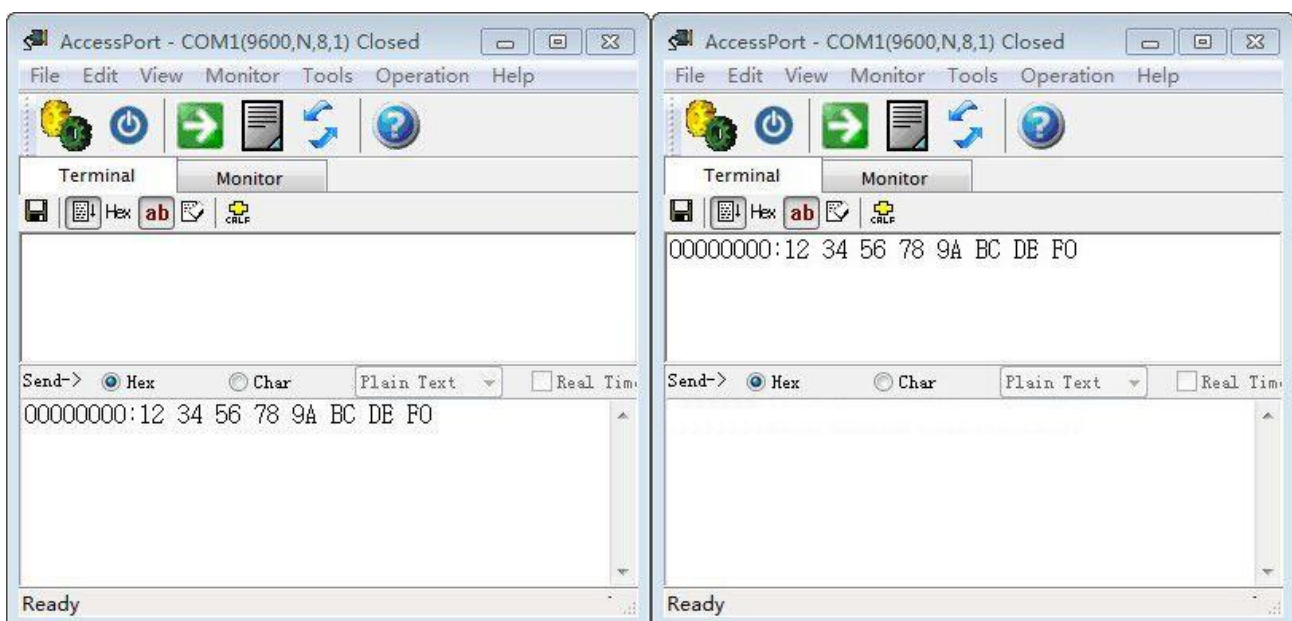 AccessPort - COM1(9600,N,8,1) Closed
File Edit View Monitor Tools Operation Help
Terminal Monitor
Hex ab CRLF
Send-> Hex Char Plain Text Real Tim
00000000:12 34 56 78 9A BC DE F0
Ready
AccessPort - COM1(9600,N,8,1) Closed
File Edit View Monitor Tools Operation Help
Terminal Monitor
Hex ab CRLF
00000000:12 34 56 78 9A BC DE F0
Send-> Hex Char Plain Text Real Tim
Ready